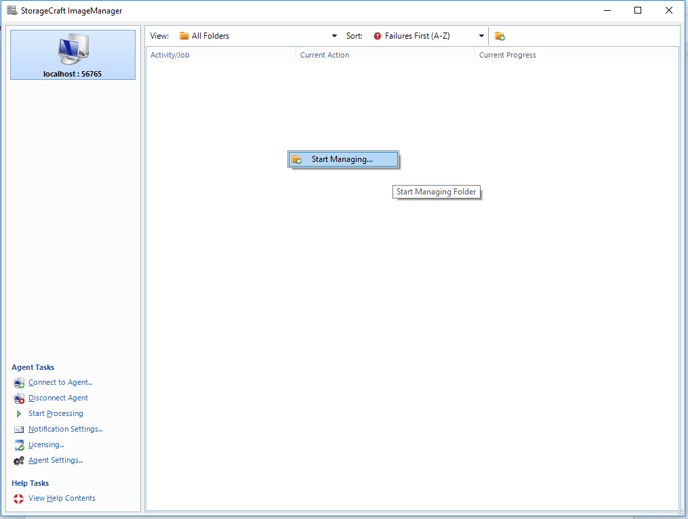 StorageCraft ImageManager
localhost : 56765
View: All Folders Sort: Failures First (A-Z)
Activity/Job Current Action Current Progress
Start Managing...
Start Managing Folder
Agent Tasks
Connect to Agent...
Disconnect Agent
Start Processing
Notification Settings...
Licensing...
Agent Settings...
Help Tasks
View Help Contents